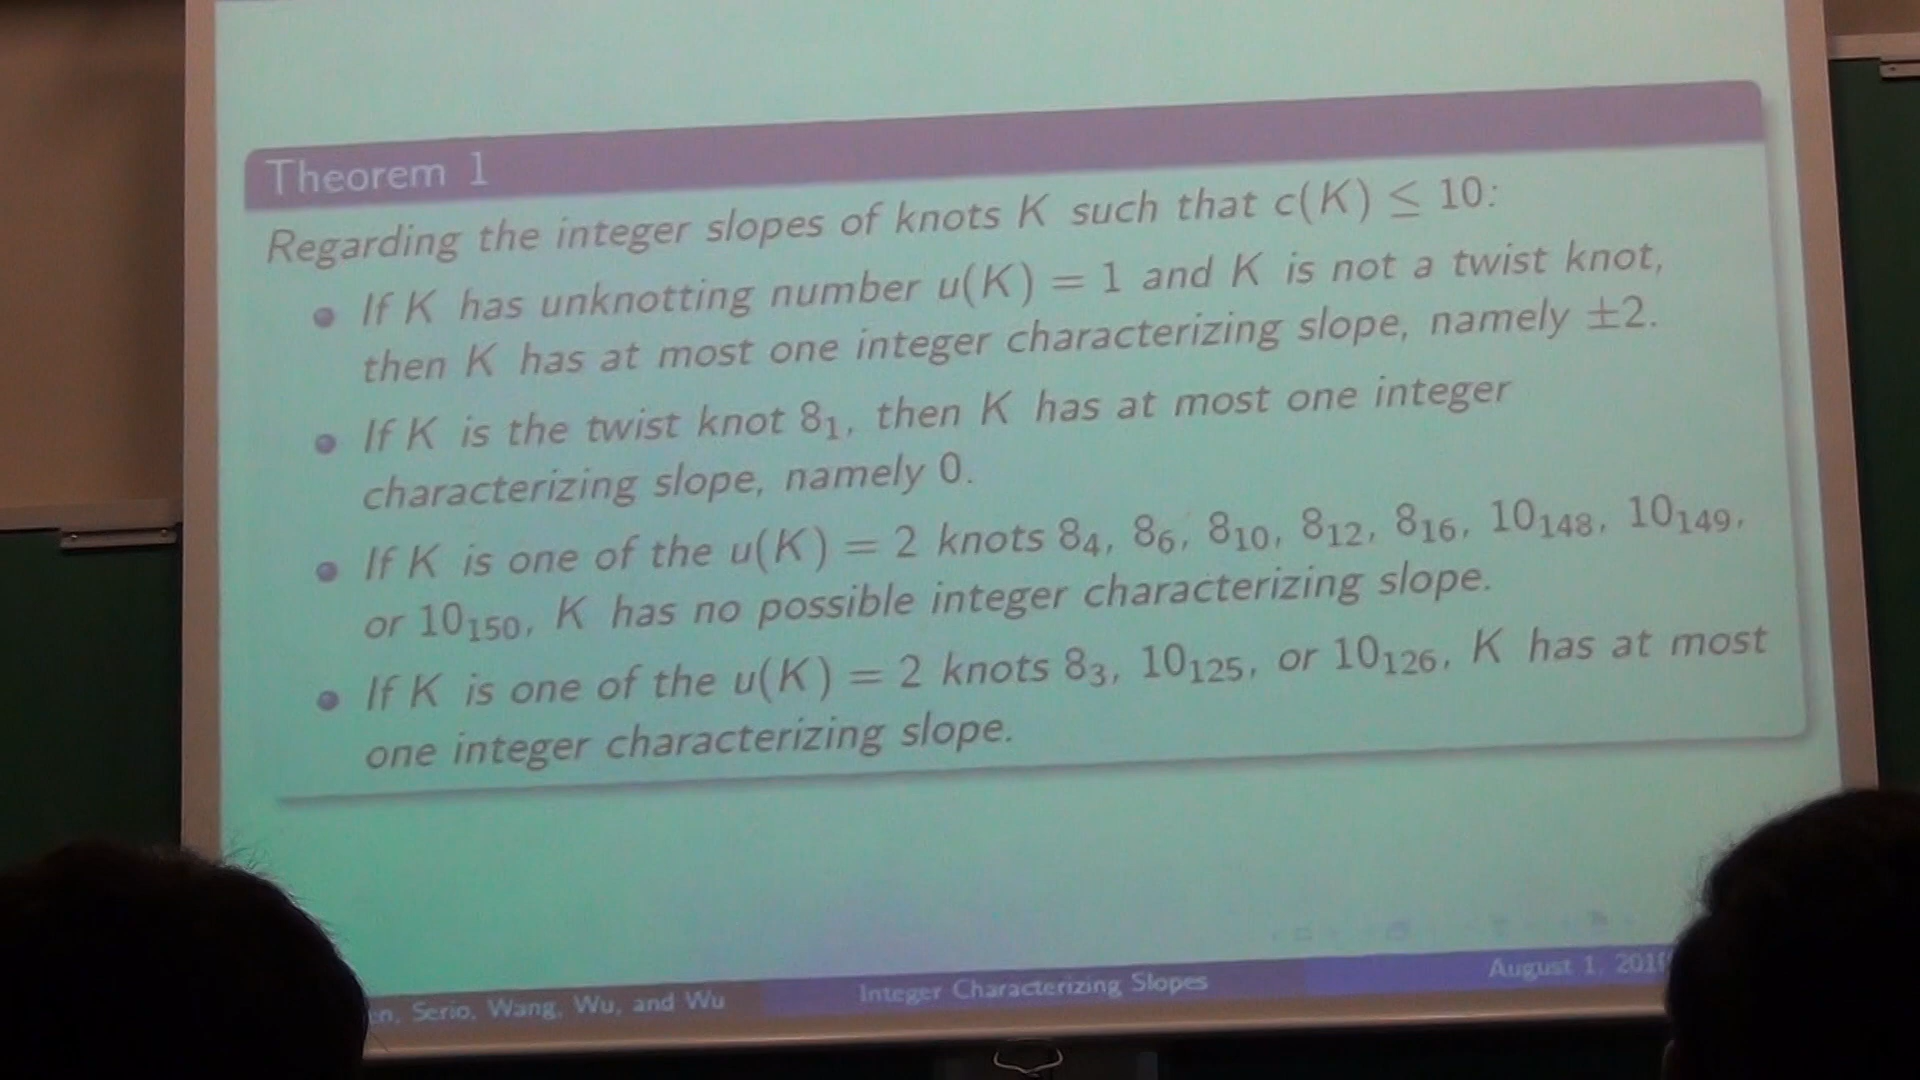 Theorem 1
Regarding the integer slopes of knots K such that c(K) ≤ 10:
If K has unknotting number u(K) = 1 and K is not a twist knot,
then K has at most one integer characterizing slope, namely ±2.
If K is the twist knot 8₁, then K has at most one integer
characterizing slope, namely 0.
If K is one of the u(K) = 2 knots 8₄, 8₆, 8₁₀, 8₁₂, 8₁₆, 10₁₄₈, 10₁₄₉,
or 10₁₅₀, K has no possible integer characterizing slope.
If K is one of the u(K) = 2 knots 8₃, 10₁₂₅, or 10₁₂₆, K has at most
one integer characterizing slope.
Serio, Wang, Wu, and Wu
Integer Characterizing Slopes
August 1,